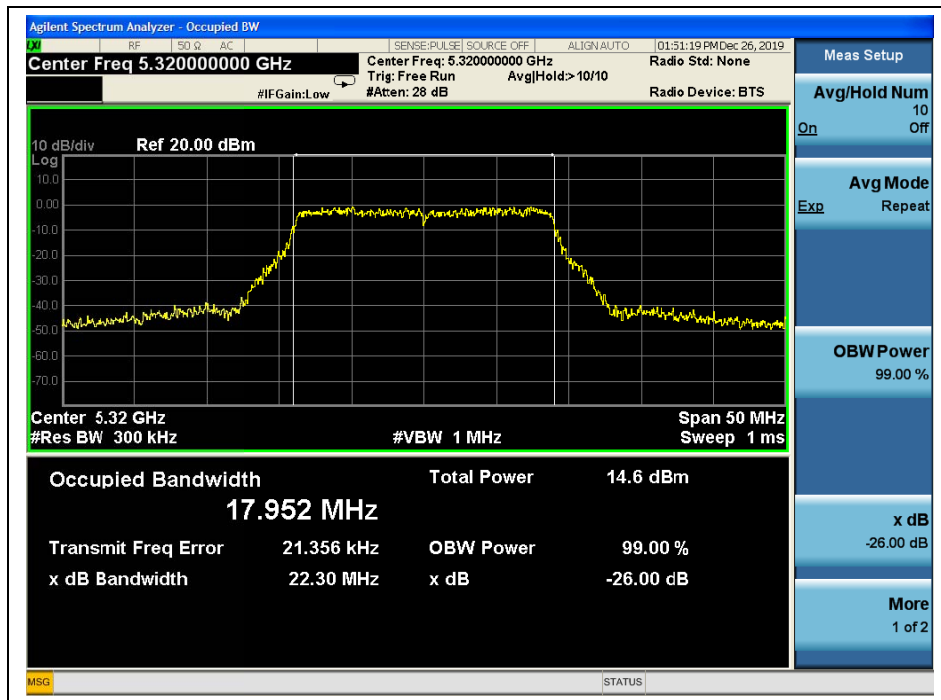 Agilent Spectrum Analyzer - Occupied BW
LXI RF 50 Ω AC SENSE:PULSE SOURCE OFF ALIGN AUTO 01:51:19 PM Dec 26, 2019
Center Freq 5.320000000 GHz
Center Freq: 5.320000000 GHz Radio Std: None
Trig: Free Run Avg|Hold:>10/10
#IFGain:Low #Atten: 28 dB Radio Device: BTS
10 dB/div Ref 20.00 dBm
Log
10.0
0.00
-10.0
-20.0
-30.0
-40.0
-50.0
-60.0
-70.0
Center 5.32 GHz Span 50 MHz
#Res BW 300 kHz #VBW 1 MHz Sweep 1 ms
Occupied Bandwidth Total Power 14.6 dBm
17.952 MHz
Transmit Freq Error 21.356 kHz OBW Power 99.00 %
x dB Bandwidth 22.30 MHz x dB -26.00 dB
Meas Setup
Avg/Hold Num
10
On Off
Avg Mode
Exp Repeat
OBW Power
99.00 %
x dB
-26.00 dB
More
1 of 2
MSG STATUS